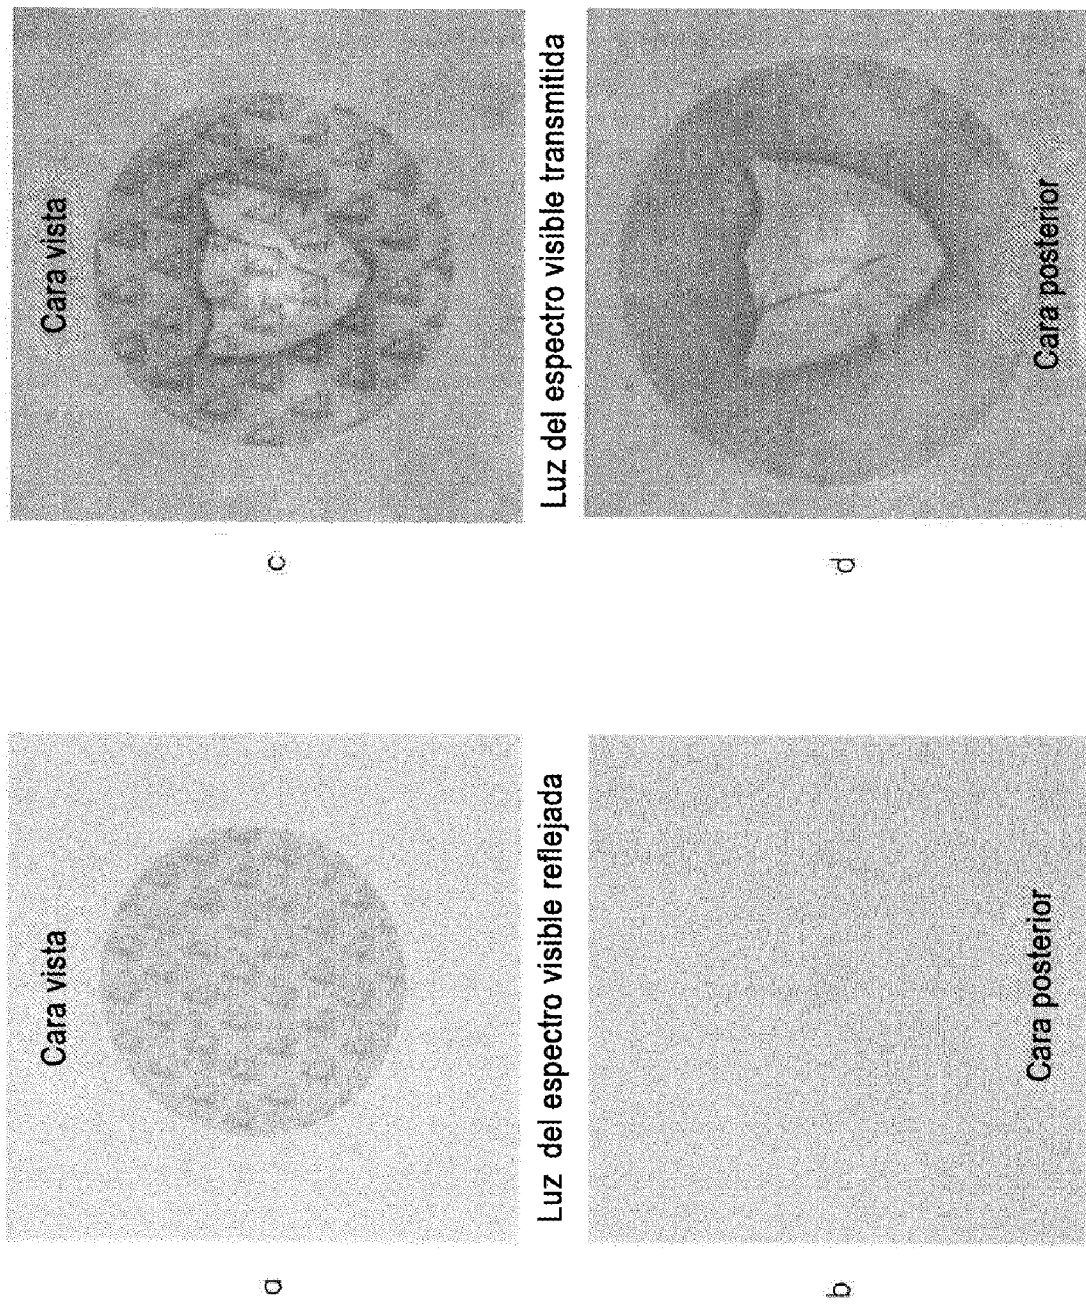 Cara vista
Cara vista
a
c
Luz del espectro visible reflejada
Luz del espectro visible transmitida
b
d
Cara posterior
Cara posterior